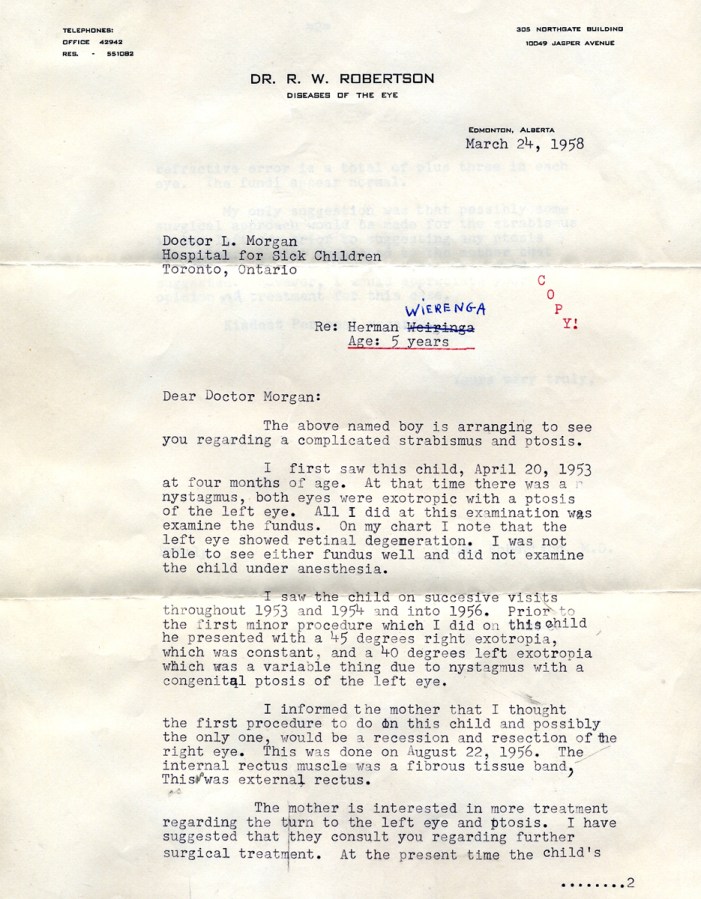 TELEPHONES:
OFFICE 42942
RES. - 551082
305 NORTHGATE BUILDING
10049 JASPER AVENUE
DR. R. W. ROBERTSON
DISEASES OF THE EYE
EDMONTON, ALBERTA
March 24, 1958
Doctor L. Morgan
Hospital for Sick Children
Toronto, Ontario
COPY!
WIERENGA
Re: Herman Weiringa
Age: 5 years
Dear Doctor Morgan:
The above named boy is arranging to see
you regarding a complicated strabismus and ptosis.
I first saw this child, April 20, 1953
at four months of age. At that time there was a
nystagmus, both eyes were exotropic with a ptosis
of the left eye. All I did at this examination was
examine the fundus. On my chart I note that the
left eye showed retinal degeneration. I was not
able to see either fundus well and did not examine
the child under anesthesia.
I saw the child on succesive visits
throughout 1953 and 1954 and into 1956. Prior to
the first minor procedure which I did on this child
he presented with a 45 degrees right exotropia,
which was constant, and a 40 degrees left exotropia
which was a variable thing due to nystagmus with a
congenital ptosis of the left eye.
I informed the mother that I thought
the first procedure to do on this child and possibly
the only one, would be a recession and resection of the
right eye. This was done on August 22, 1956. The
internal rectus muscle was a fibrous tissue band,
This was external rectus.
The mother is interested in more treatment
regarding the turn to the left eye and ptosis. I have
suggested that they consult you regarding further
surgical treatment. At the present time the child's
........2